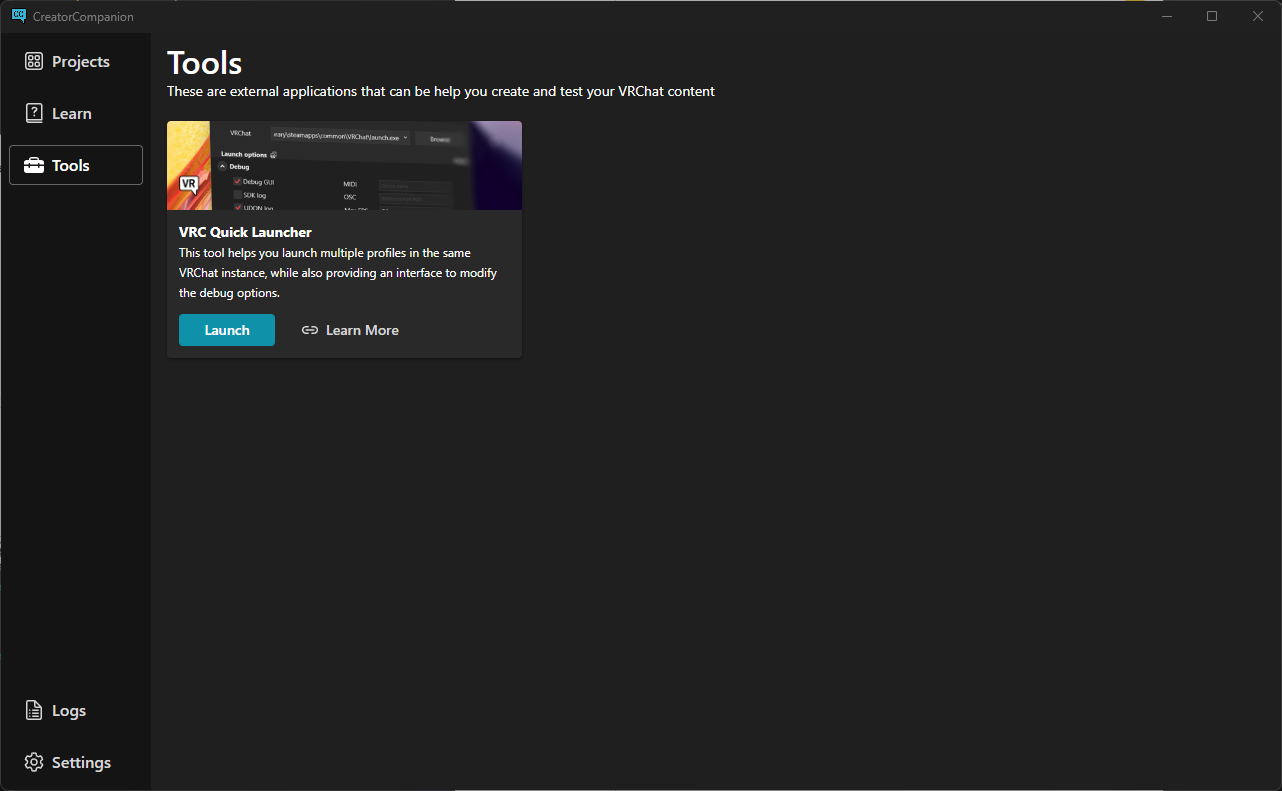 CreatorCompanion
Projects
Learn
Tools
Logs
Settings
Tools
These are external applications that can be help you create and test your VRChat content
VRChat
rary\steamapps\common\VRChat\launch.exe
Browse
Launch options
Debug
Debug GUI
MIDI
SDK log
OSC
UDON log
VR
VRC Quick Launcher
This tool helps you launch multiple profiles in the same
VRChat instance, while also providing an interface to modify
the debug options.
Launch
Learn More